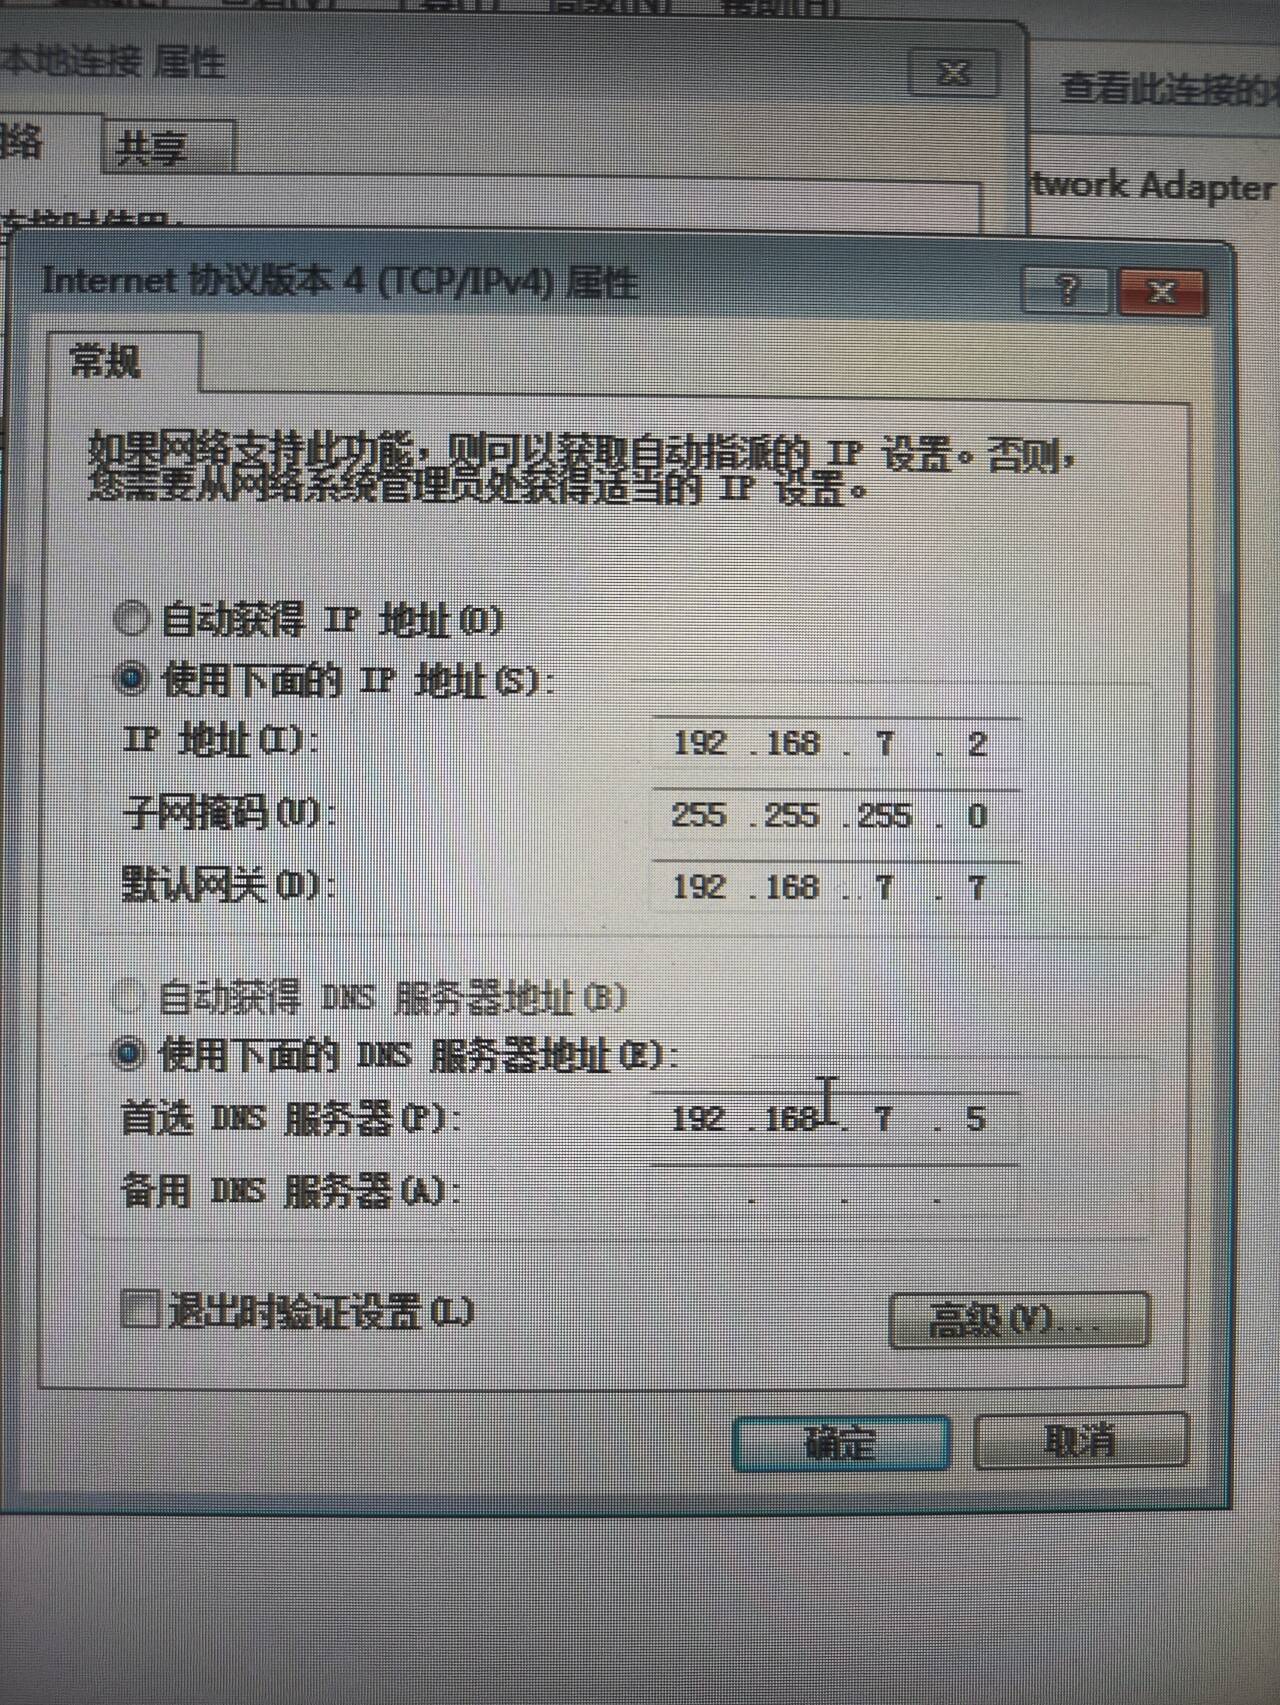 本地连接 属性
查看此连接的
络
共享
twork Adapter
Internet 协议版本 4 (TCP/IPv4) 属性
常规
如果网络支持此功能，则可以获取自动指派的 IP 设置。否则，
您需要从网络系统管理员处获得适当的 IP 设置。
自动获得 IP 地址(O)
使用下面的 IP 地址(S):
IP 地址(I): 192 . 168 . 7 . 2
子网掩码(U): 255 . 255 . 255 . 0
默认网关(D): 192 . 168 . 7 . 7
自动获得 DNS 服务器地址(B)
使用下面的 DNS 服务器地址(E):
首选 DNS 服务器(P): 192 . 168 . 7 . 5
备用 DNS 服务器(A): . . .
退出时验证设置(L)
高级(V)...
确定
取消